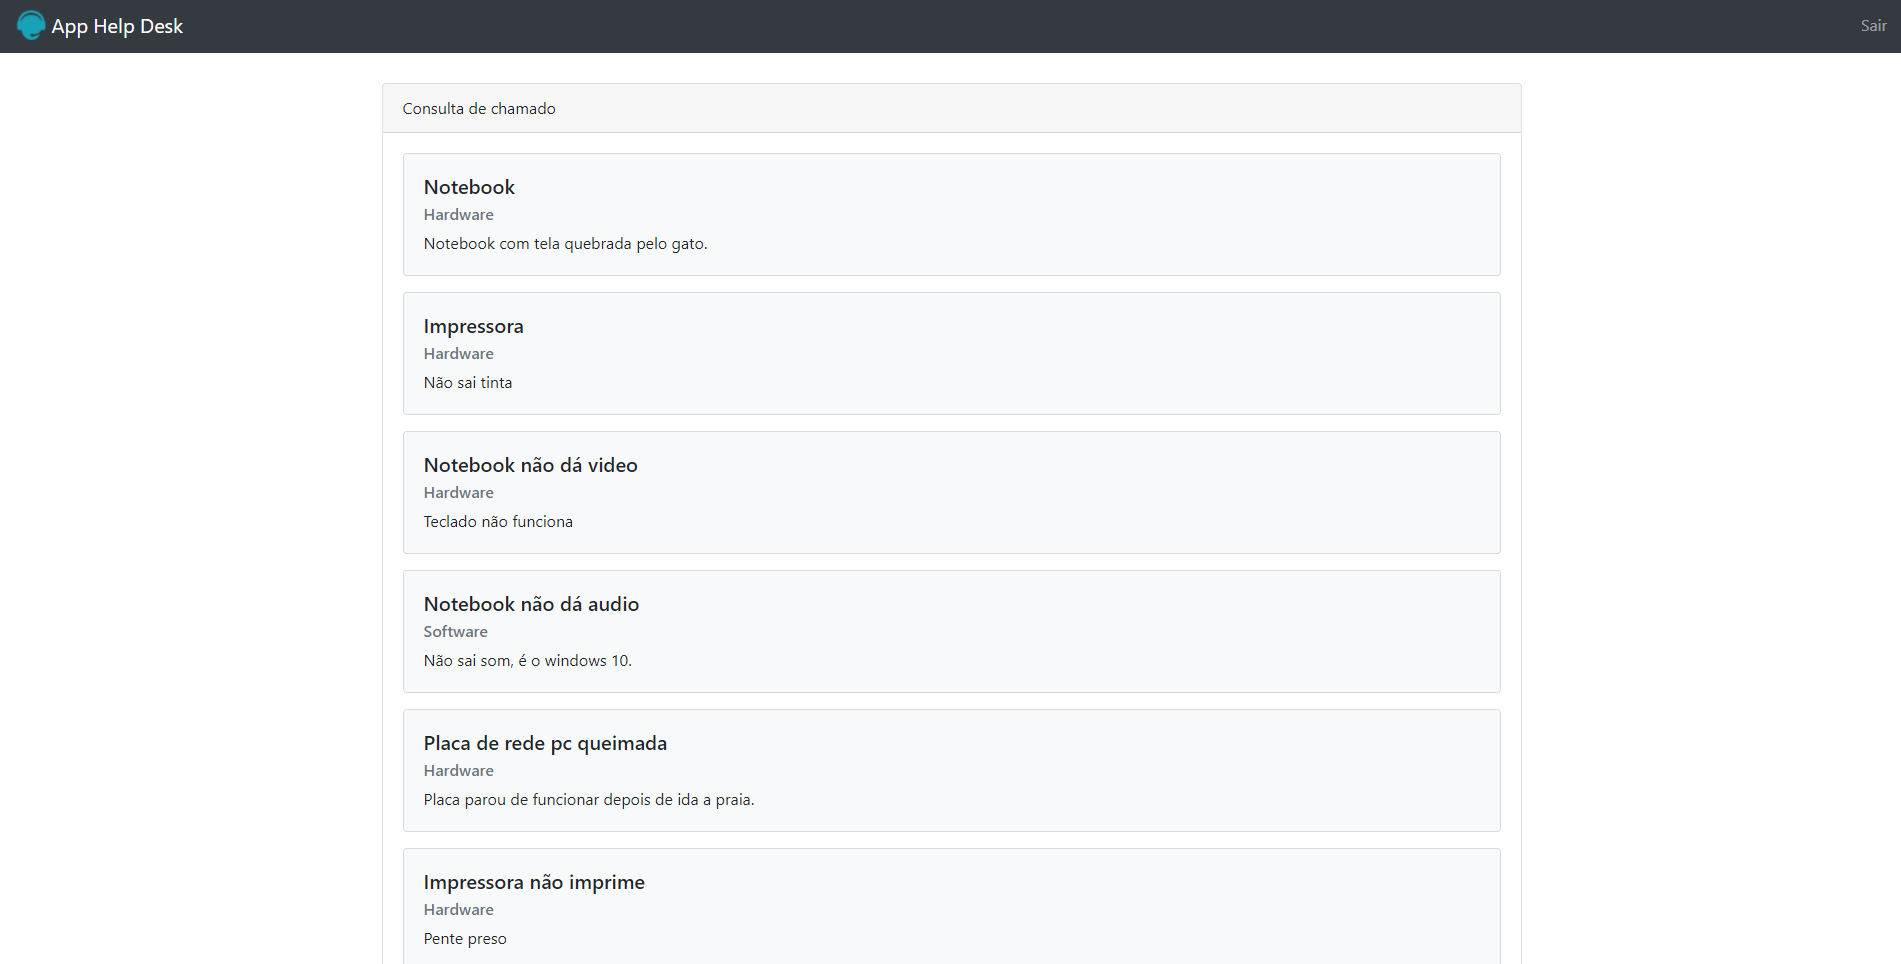 App Help Desk
Sair
Consulta de chamado
Notebook
Hardware
Notebook com tela quebrada pelo gato.
Impressora
Hardware
Não sai tinta
Notebook não dá video
Hardware
Teclado não funciona
Notebook não dá audio
Software
Não sai som, é o windows 10.
Placa de rede pc queimada
Hardware
Placa parou de funcionar depois de ida a praia.
Impressora não imprime
Hardware
Pente preso